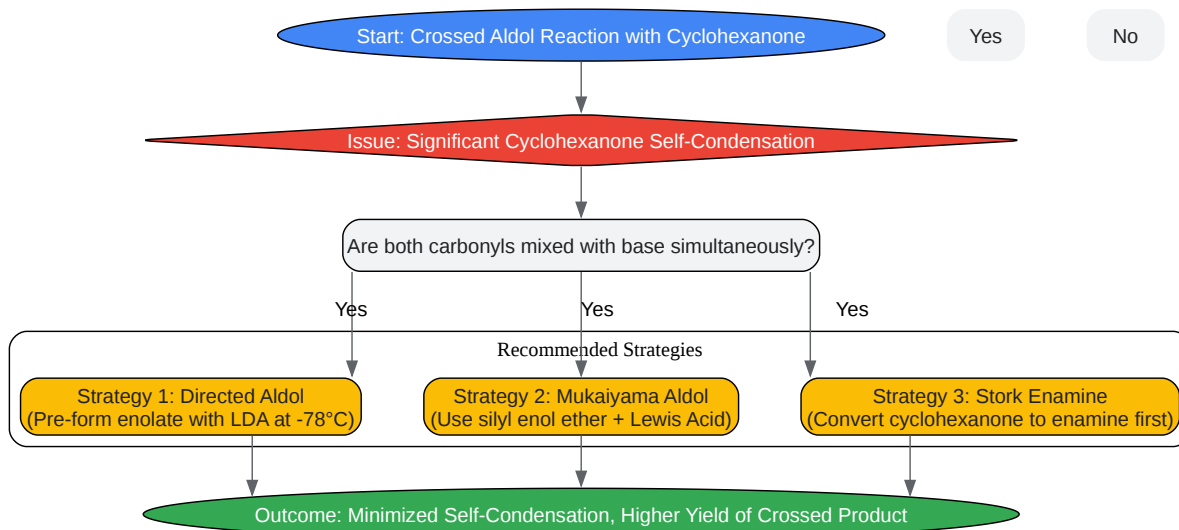 Start: Crossed Aldol Reaction with Cyclohexanone
Yes
No
Issue: Significant Cyclohexanone Self-Condensation
Are both carbonyls mixed with base simultaneously?
Yes
Yes
Yes
Recommended Strategies
Strategy 1: Directed Aldol
(Pre-form enolate with LDA at -78°C)
Strategy 2: Mukaiyama Aldol
(Use silyl enol ether + Lewis Acid)
Strategy 3: Stork Enamine
(Convert cyclohexanone to enamine first)
Outcome: Minimized Self-Condensation, Higher Yield of Crossed Product